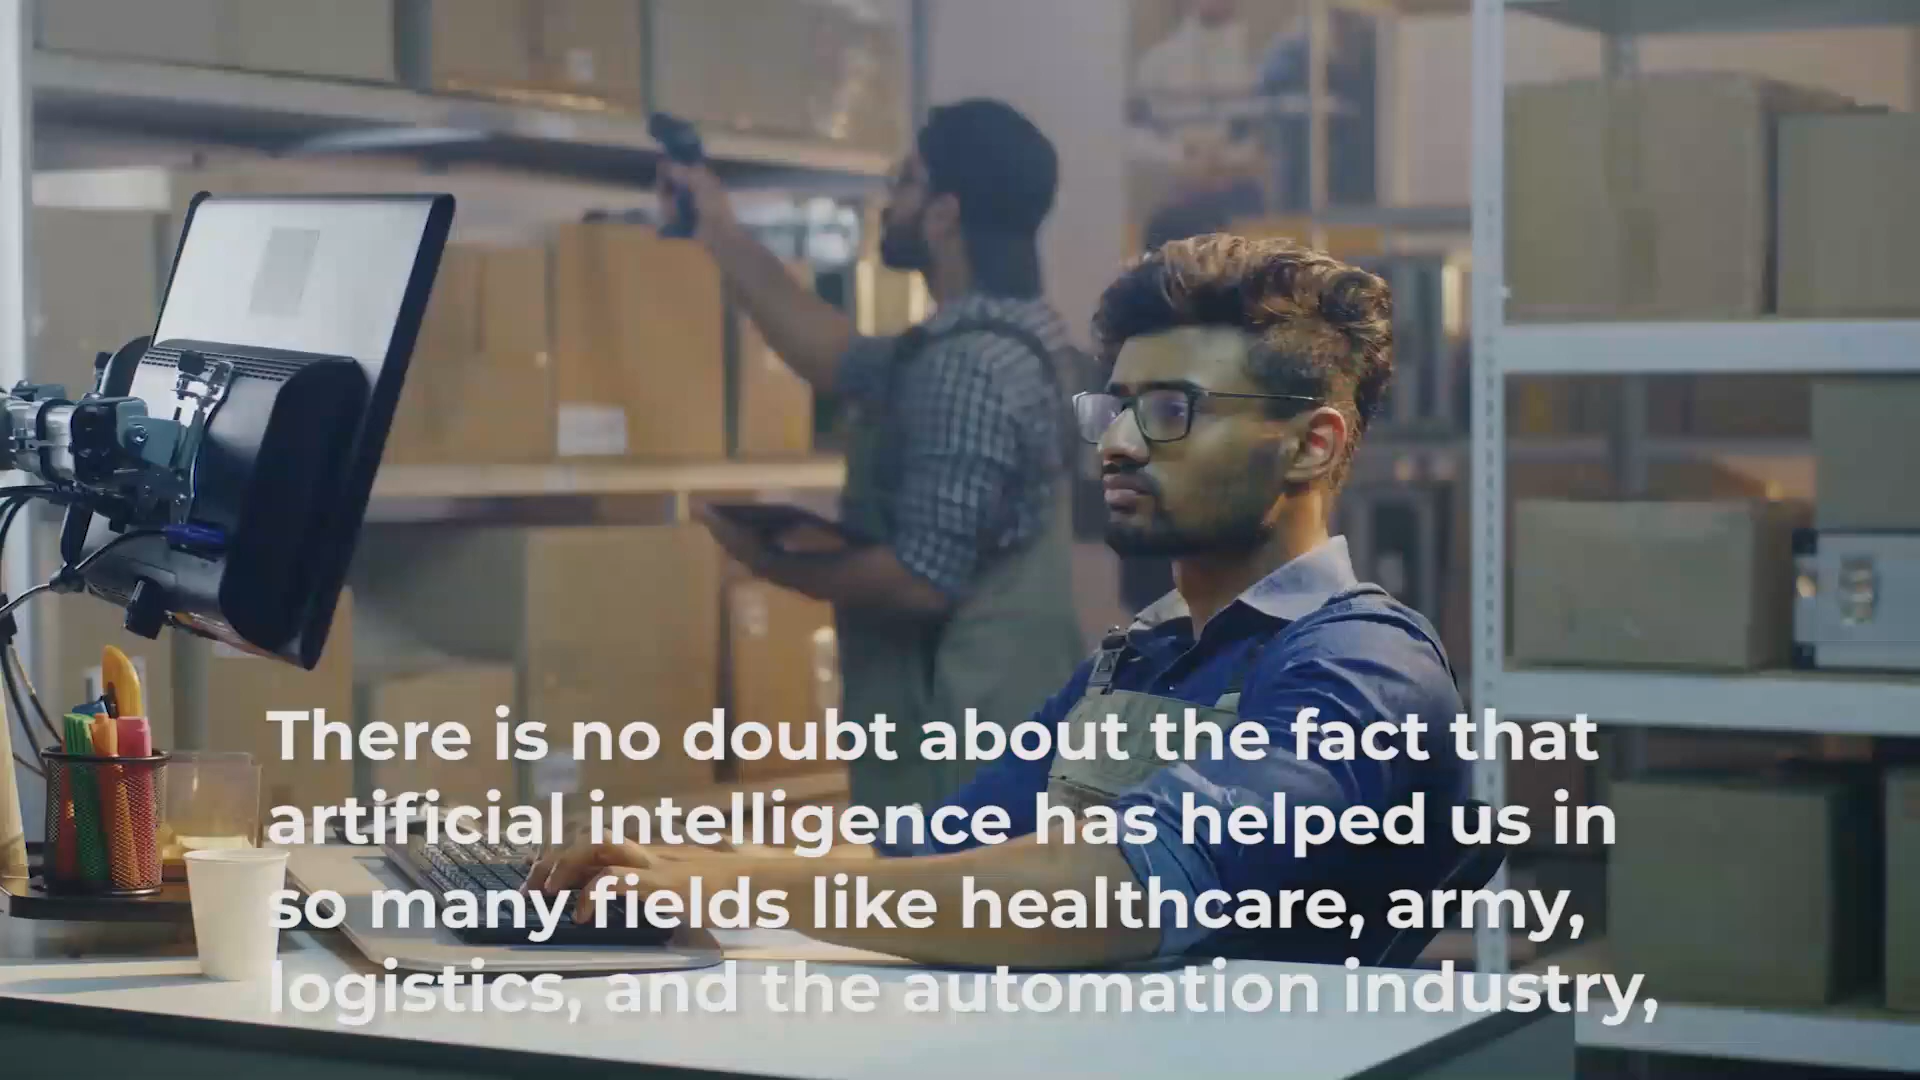 There is no doubt about the fact that
artificial intelligence has helped us in
so many fields like healthcare, army,
logistics, and the automation industry,